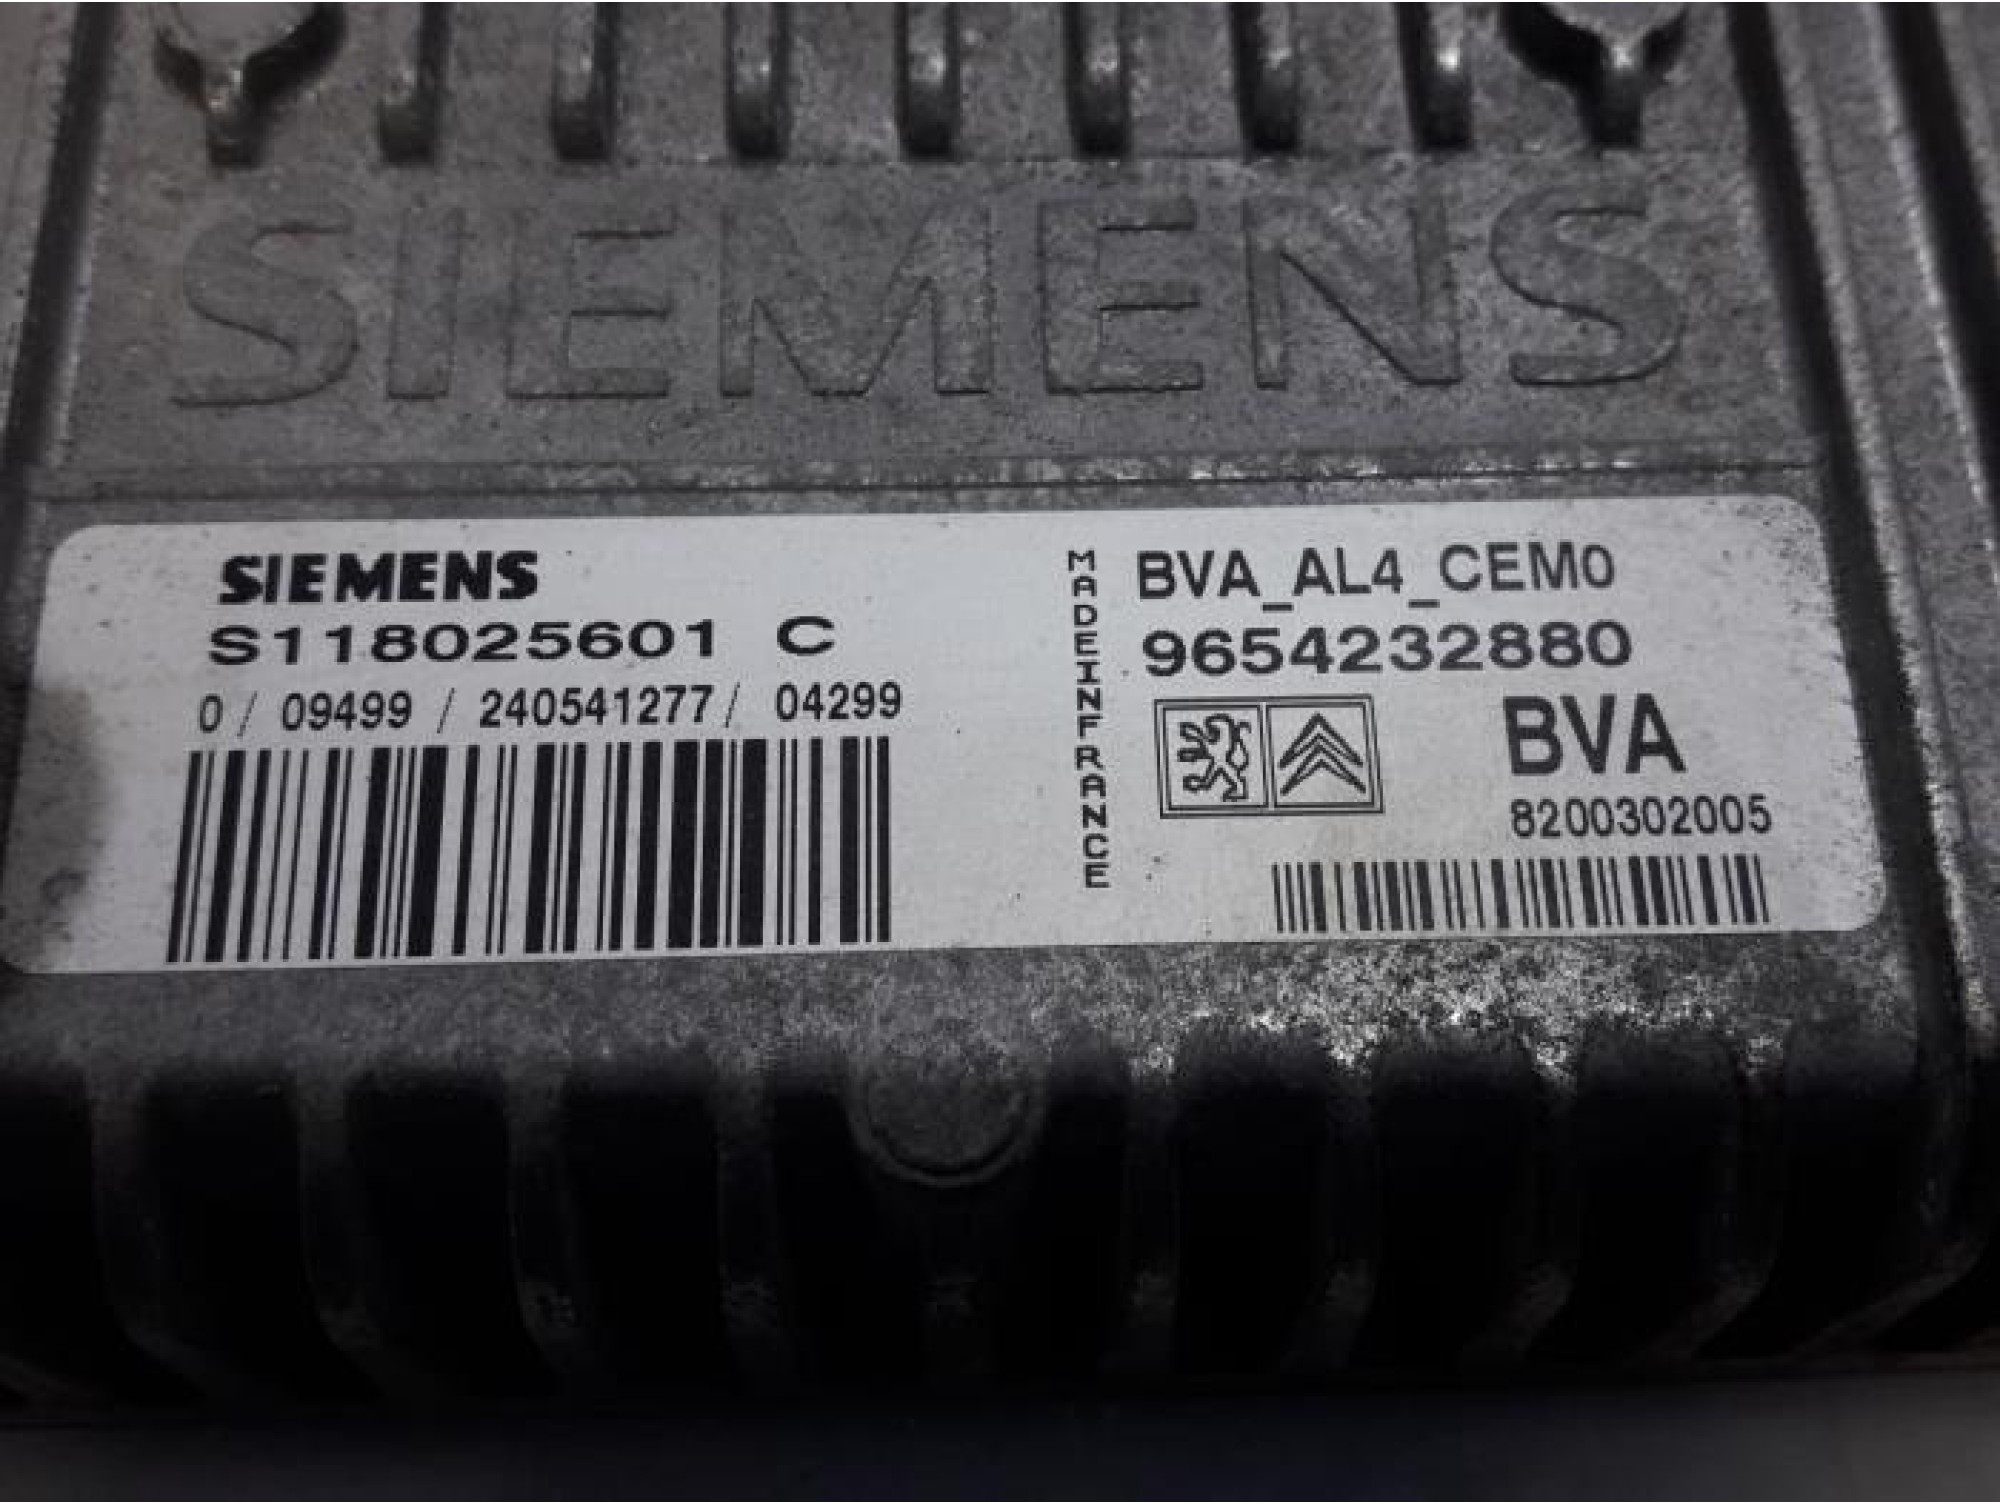 SIEMENS
SIEMENS
S118025601 C
0 / 09499 / 240541277 / 04299
MADEINFRANCE
BVA_AL4_CEM0
9654232880
BVA
8200302005